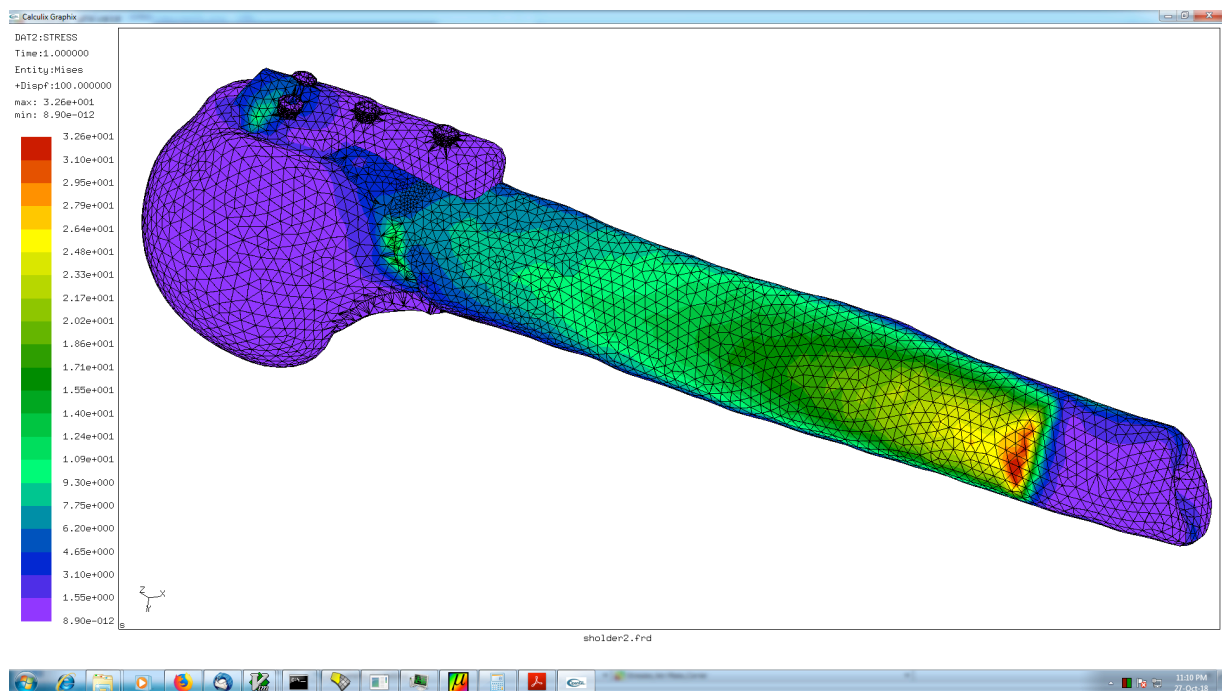 Calculix Graphix
DAT2:STRESS
Time:1.000000
Entity:Mises
+Dispf:100.000000
max: 3.26e+001
min: 8.90e-012
3.26e+001
3.10e+001
2.95e+001
2.79e+001
2.64e+001
2.48e+001
2.33e+001
2.17e+001
2.02e+001
1.86e+001
1.71e+001
1.55e+001
1.40e+001
1.24e+001
1.09e+001
9.30e+000
7.75e+000
6.20e+000
4.65e+000
3.10e+000
1.55e+000
8.90e-012
Z
X
Y
s
sholder2.frd
11:10 PM
27-Oct-18